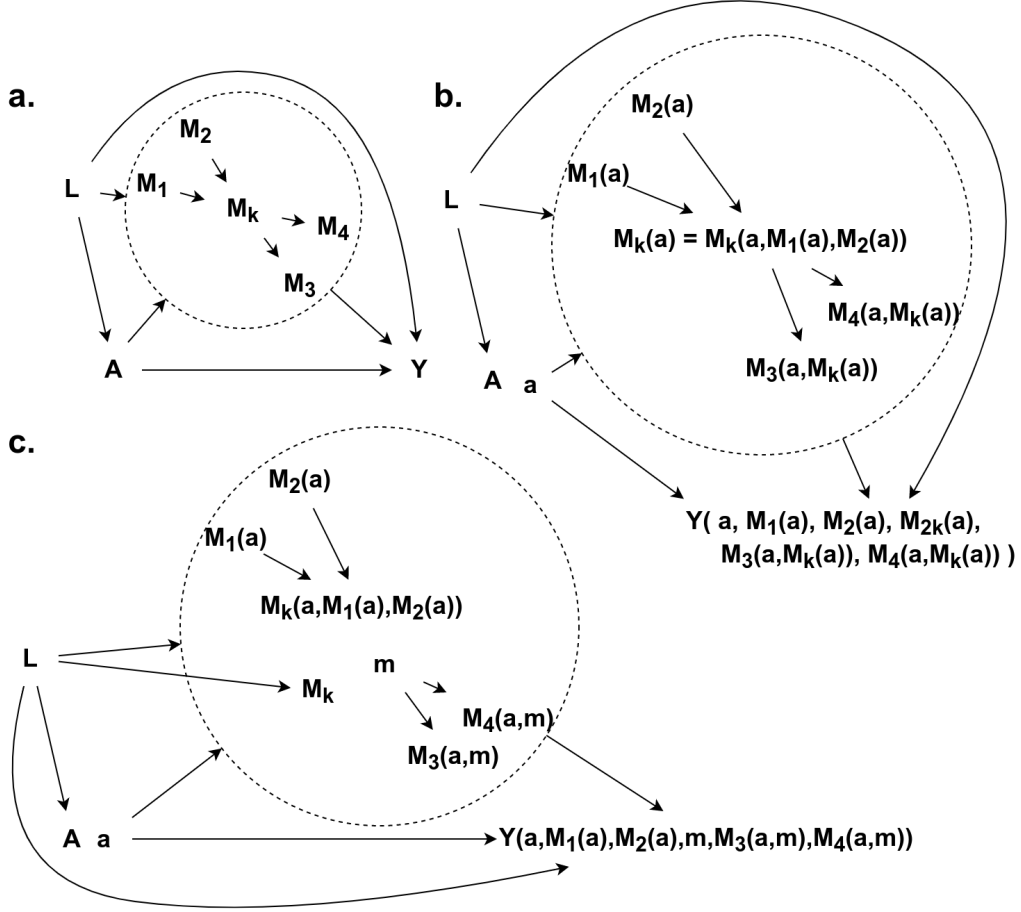 a.
M2
L
M1
Mk
M4
M3
A
Y
b.
M2(a)
M1(a)
L
Mk(a) = Mk(a,M1(a),M2(a))
M4(a,Mk(a))
M3(a,Mk(a))
A a
Y( a, M1(a), M2(a), M2k(a),
M3(a,Mk(a)), M4(a,Mk(a)) )
c.
M2(a)
M1(a)
Mk(a,M1(a),M2(a))
L
m
Mk
M4(a,m)
M3(a,m)
A a
Y(a,M1(a),M2(a),m,M3(a,m),M4(a,m))